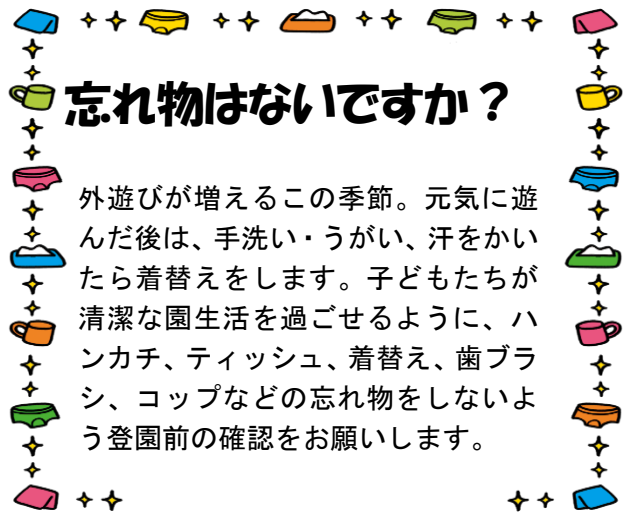 忘れ物はないですか？
外遊びが増えるこの季節。元気に遊
んだ後は、手洗い・うがい、汗をかい
たら着替えをします。子どもたちが
清潔な園生活を過ごせるように、ハ
ンカチ、ティッシュ、着替え、歯ブラ
シ、コップなどの忘れ物をしないよ
う登園前の確認をお願いします。